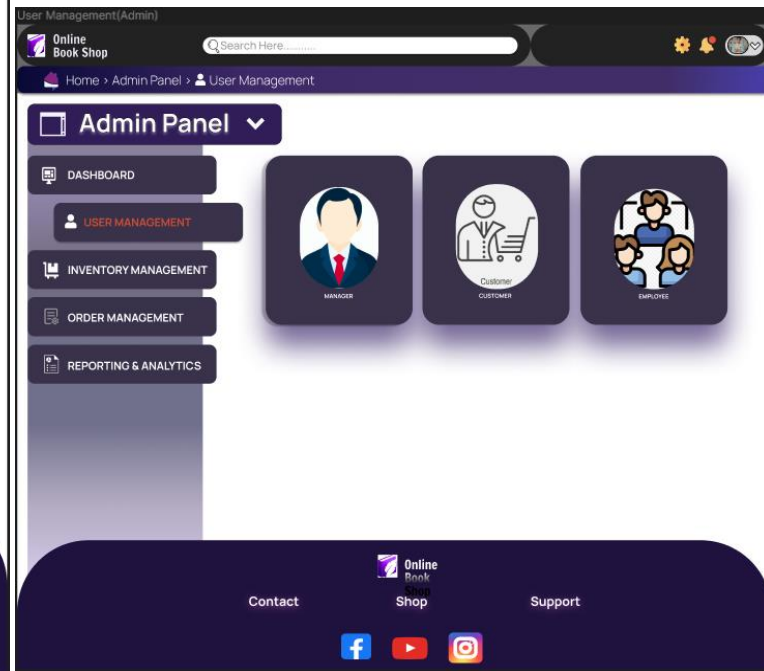 User Management(Admin)
Online
Book Shop
Search Here..........
Home > Admin Panel > User Management
Admin Panel
DASHBOARD
USER MANAGEMENT
INVENTORY MANAGEMENT
ORDER MANAGEMENT
REPORTING & ANALYTICS
MANAGER
Customer
CUSTOMER
EMPLOYEE
Online
Book
Shop
Contact
Shop
Support